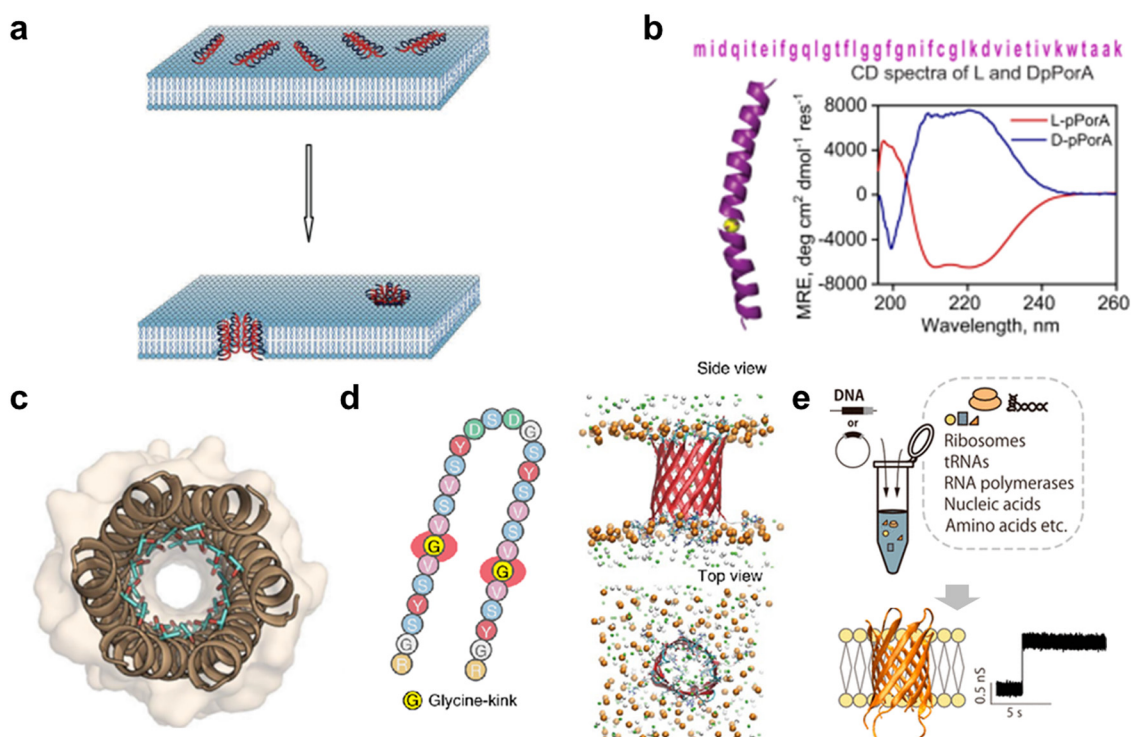 a
b
midqiteifgqlgtflggfgnifcglkdvietivkwtaak
CD spectra of L and DpPorA
8000
4000
0
-4000
-8000
MRE, deg cm² dmol⁻¹ res⁻¹
L-pPorA
D-pPorA
200
220
240
260
Wavelength, nm
c
d
R
G
S
Y
S
V
G
V
S
V
S
Y
D
S
D
G
S
Y
S
V
S
V
G
V
S
Y
G
R
G Glycine-kink
Side view
Top view
e
DNA
or
Ribosomes
tRNAs
RNA polymerases
Nucleic acids
Amino acids etc.
0.5 nS
5 s